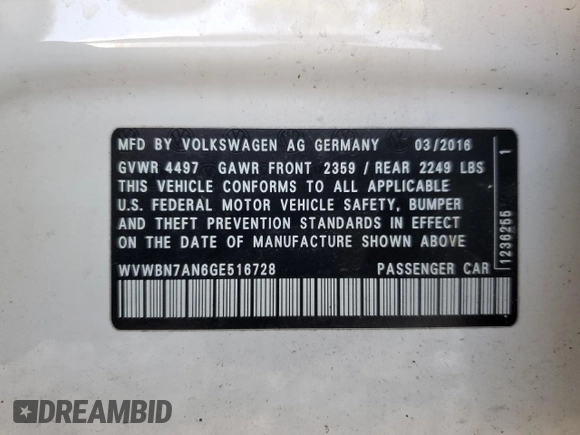 MFD BY VOLKSWAGEN AG GERMANY 03/2016
GVWR 4497 GAWR FRONT 2359 / REAR 2249 LBS
THIS VEHICLE CONFORMS TO ALL APPLICABLE
U.S. FEDERAL MOTOR VEHICLE SAFETY, BUMPER
AND THEFT PREVENTION STANDARDS IN EFFECT
ON THE DATE OF MANUFACTURE SHOWN ABOVE
WVWBN7AN6GE516728 PASSENGER CAR
1236255 1
DREAMBID